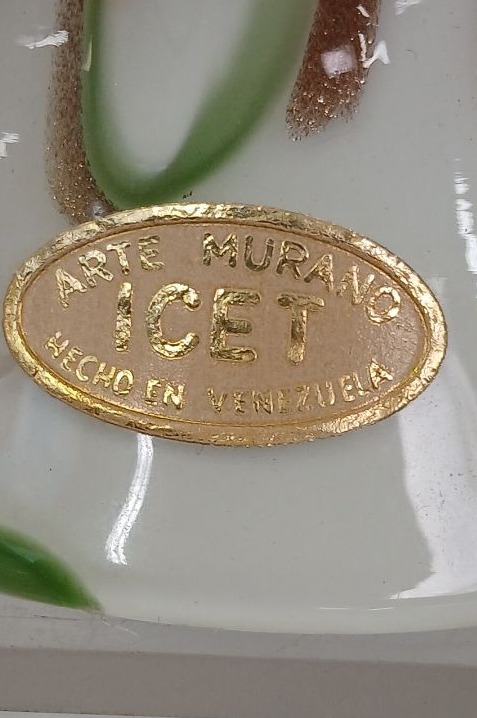 ARTE MURANO
ICET
HECHO EN VENEZUELA